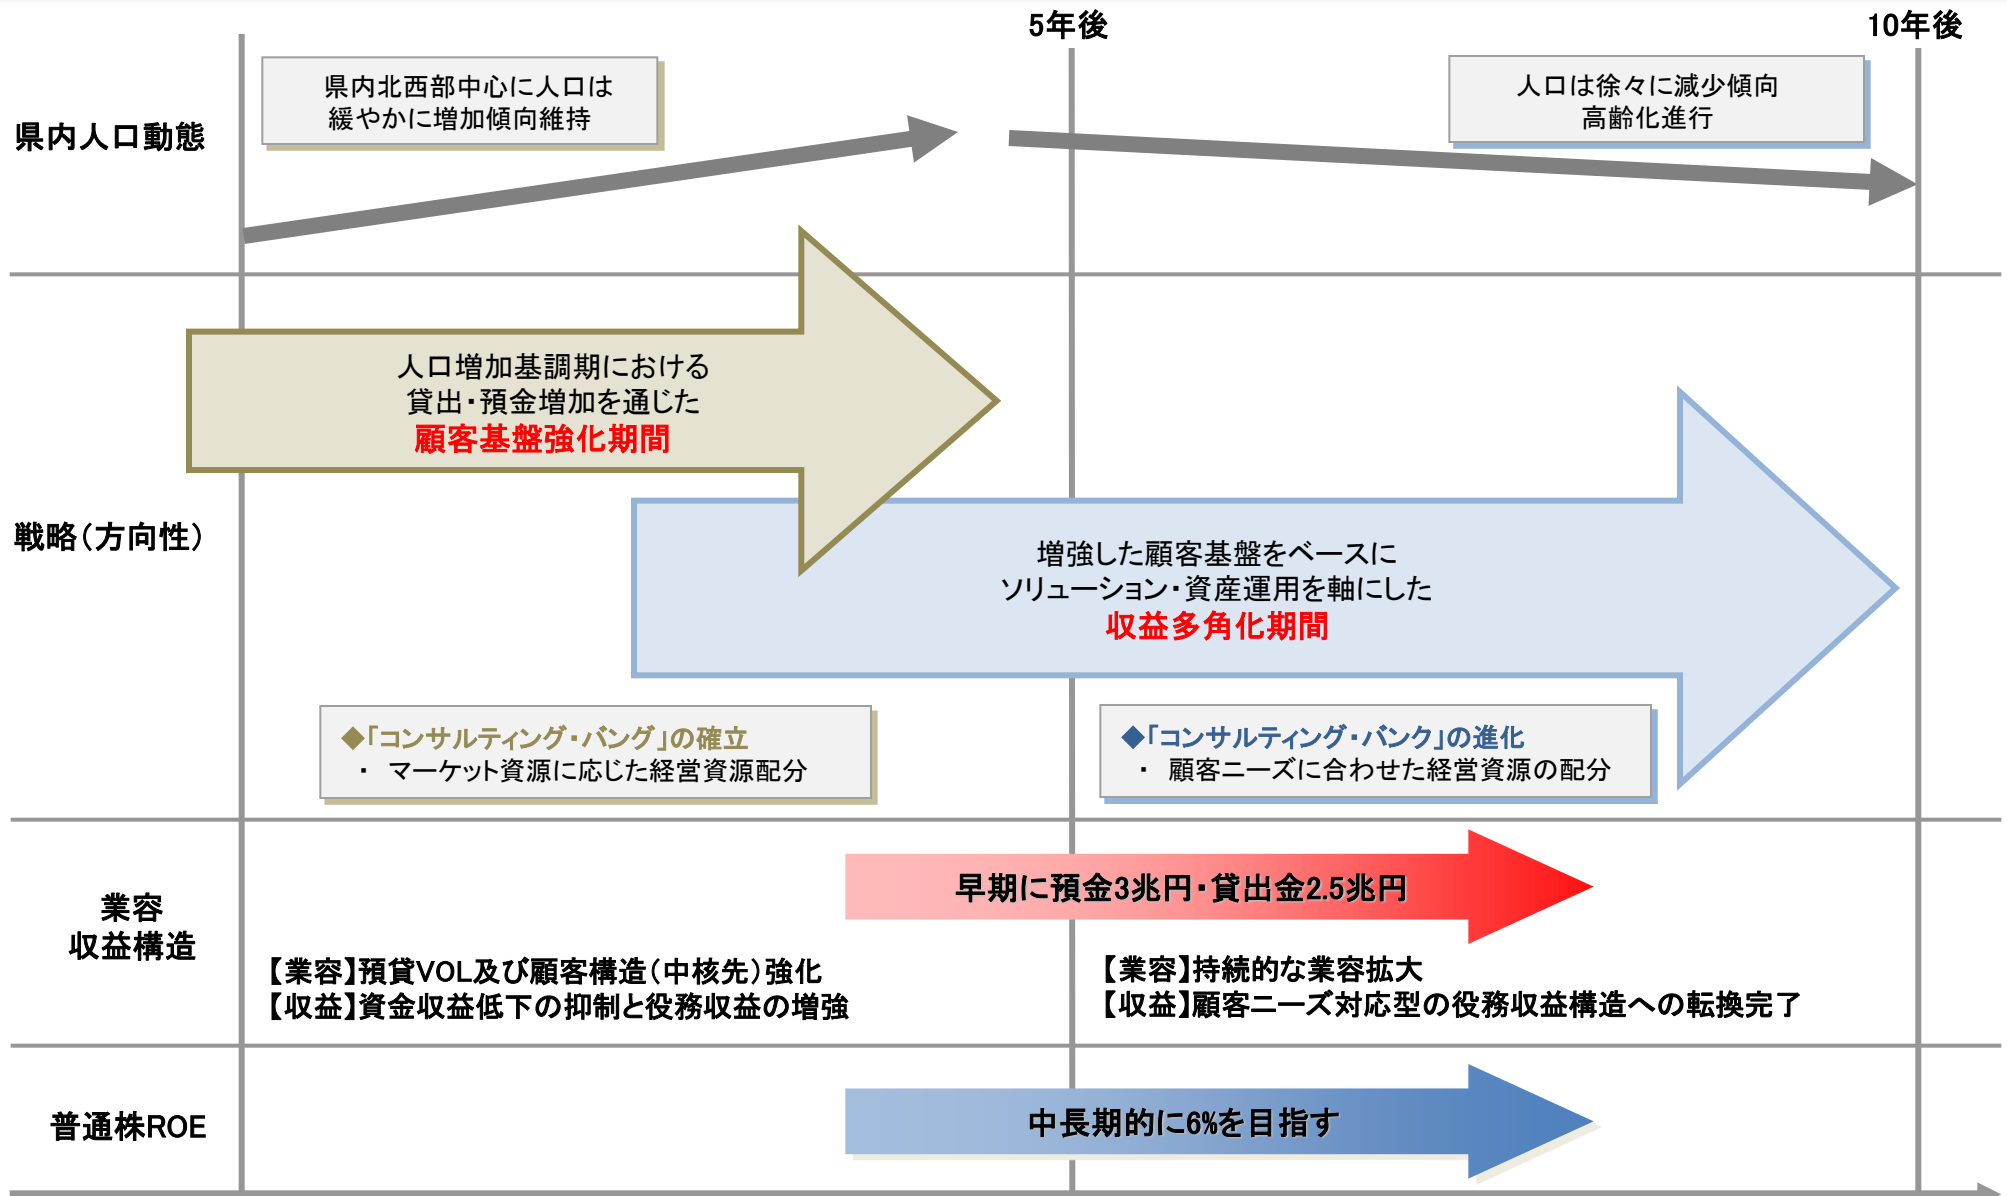 5年後
10年後
県内人口動態
県内北西部中心に人口は
緩やかに増加傾向維持
人口は徐々に減少傾向
高齢化進行
戦略(方向性)
人口増加基調期における
貸出・預金増加を通じた
顧客基盤強化期間
増強した顧客基盤をベースに
ソリューション・資産運用を軸にした
収益多角化期間
◆「コンサルティング・バング」の確立
・ マーケット資源に応じた経営資源配分
◆「コンサルティング・バンク」の進化
・ 顧客ニーズに合わせた経営資源の配分
業容
収益構造
早期に預金3兆円・貸出金2.5兆円
【業容】預貸VOL及び顧客構造(中核先)強化
【収益】資金収益低下の抑制と役務収益の増強
【業容】持続的な業容拡大
【収益】顧客ニーズ対応型の役務収益構造への転換完了
普通株ROE
中長期的に6%を目指す